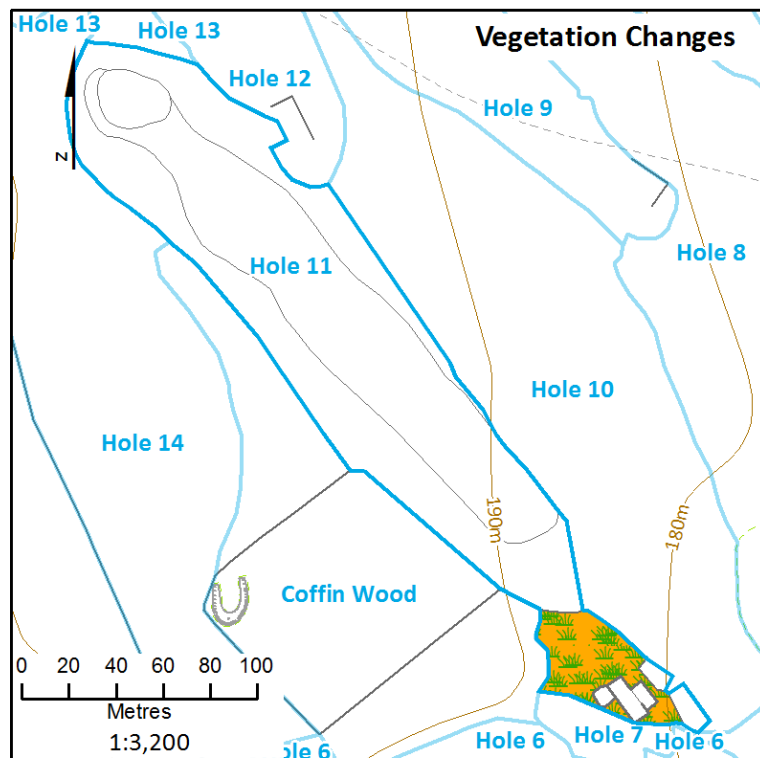 Vegetation Changes
Hole 13
Hole 13
Hole 12
Hole 9
z
Hole 8
Hole 11
Hole 10
Hole 14
190m
180m
Coffin Wood
0 20 40 60 80 100
Metres
1:3,200
ole 6
Hole 6
Hole 7
Hole 6